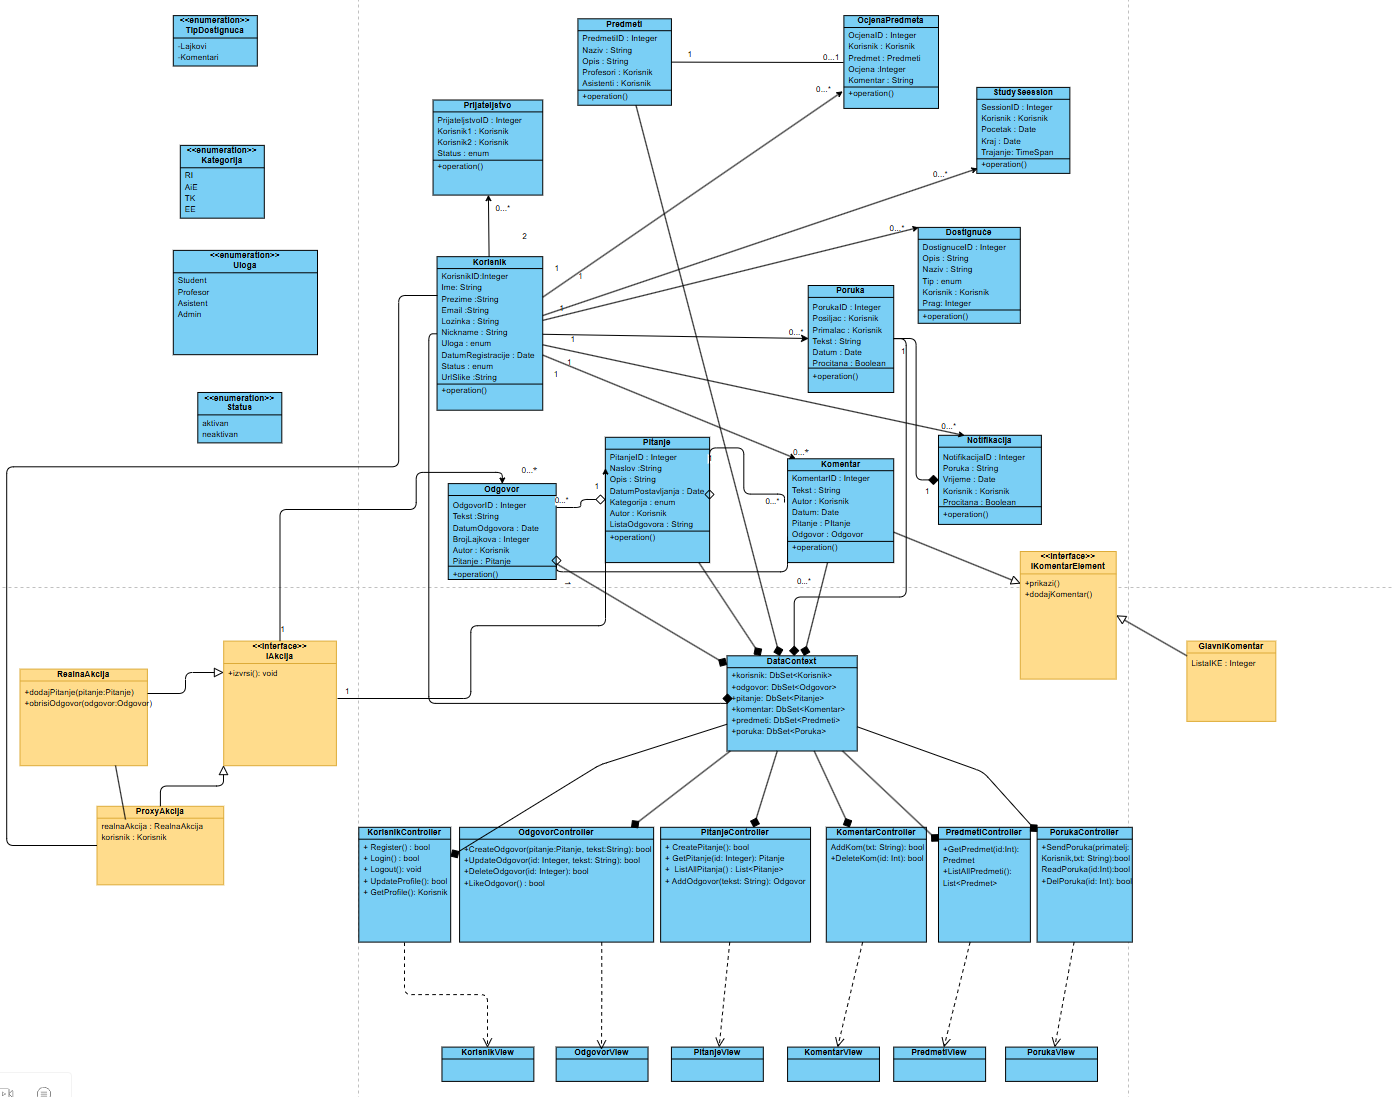 <<enumeration>>
TipDostignuca
-Lajkovi
-Komentari
<<enumeration>>
Kategorija
RI
AiE
TK
EE
<<enumeration>>
Uloga
Student
Profesor
Asistent
Admin
<<enumeration>>
Status
aktivan
neaktivan
Predmeti
PredmetiID : Integer
Naziv : String
Opis : String
Profesori : Korisnik
Asistenti : Korisnik
+operation()
1
0...1
OcjenaPredmeta
OcjenaID : Integer
Korisnik : Korisnik
Predmet : Predmeti
Ocjena :Integer
Komentar : String
+operation()
0...*
StudySeession
SessionID : Integer
Korisnik : Korisnik
Pocetak : Date
Kraj : Date
Trajanje: TimeSpan
+operation()
0...*
Prijateljstvo
PrijateljstvoID : Integer
Korisnik1 : Korisnik
Korisnik2 : Korisnik
Status : enum
+operation()
0...*
2
Dostignuće
DostignuceID : Integer
Opis : String
Naziv : String
Tip : enum
Korisnik : Korisnik
Prag: Integer
+operation()
0...*
Korisnik
KorisnikID:Integer
Ime: String
Prezime :String
Email :String
Lozinka : String
Nickname : String
Uloga : enum
DatumRegistracije : Date
Status : enum
UrlSlike :String
+operation()
1
1
1
1
1
1
Poruka
PorukaID : Integer
Posiljac : Korisnik
Primalac : Korisnik
Tekst : String
Datum : Date
Procitana : Boolean
+operation()
0...*
1
Notifikacija
NotifikacijaID : Integer
Poruka : String
Vrijeme : Date
Korisnik : Korisnik
Procitana : Boolean
+operation()
0...*
1
Pitanje
PitanjeID : Integer
Naslov :String
Opis : String
DatumPostavljanja : Date
Kategorija : enum
Autor : Korisnik
ListaOdgovora : String
+operation()
1
Komentar
KomentarID : Integer
Tekst : String
Autor : Korisnik
Datum: Date
Pitanje : PItanje
Odgovor : Odgovor
+operation()
0...*
0...*
0...*
Odgovor
OdgovorID : Integer
Tekst :String
DatumOdgovora : Date
BrojLajkova : Integer
Autor : Korisnik
Pitanje : Pitanje
+operation()
0...*
0...*
1
<<Interface>>
IKomentarElement
+prikazi()
+dodajKomentar()
GlavniKomentar
ListaIKE : Integer
<<Interface>>
IAkcija
+izvrsi(): void
1
1
RealnaAkcija
+dodajPitanje(pitanje:Pitanje)
+obrisiOdgovor(odgovor:Odgovor)
ProxyAkcija
realnaAkcija : RealnaAkcija
korisnik : Korisnik
DataContext
+korisnik: DbSet<Korisnik>
+odgovor: DbSet<Odgovor>
+pitanje: DbSet<Pitanje>
+komentar: DbSet<Komentar>
+predmeti: DbSet<Predmeti>
+poruka: DbSet<Poruka>
KorisnikController
+ Register() : bool
+ Login() : bool
+ Logout(): void
+ UpdateProfile(): bool
+ GetProfile(): Korisnik
OdgovorController
+CreateOdgovor(pitanje:Pitanje, tekst:String): bool
+UpdateOdgovor(id: Integer, tekst: String): bool
+DeleteOdgovor(id: Integer): bool
+LikeOdgovor() : bool
PitanjeController
+ CreatePitanje(): bool
+ GetPitanje(id: Integer): Pitanje
+ ListAllPitanja() : List<Pitanje>
+ AddOdgovor(tekst: String): Odgovor
KomentarController
AddKom(txt: String): bool
+DeleteKom(id: Int): bool
PredmetiController
+GetPredmet(id:Int):
Predmet
+ListAllPredmeti():
List<Predmet>
PorukaController
+SendPoruka(primatelj:
Korisnik,txt: String):bool
ReadPoruka(id:Int):bool
+DelPoruka(id: Int): bool
KorisnikView
OdgovorView
PitanjeView
KomentarView
PredmetiView
PorukaView